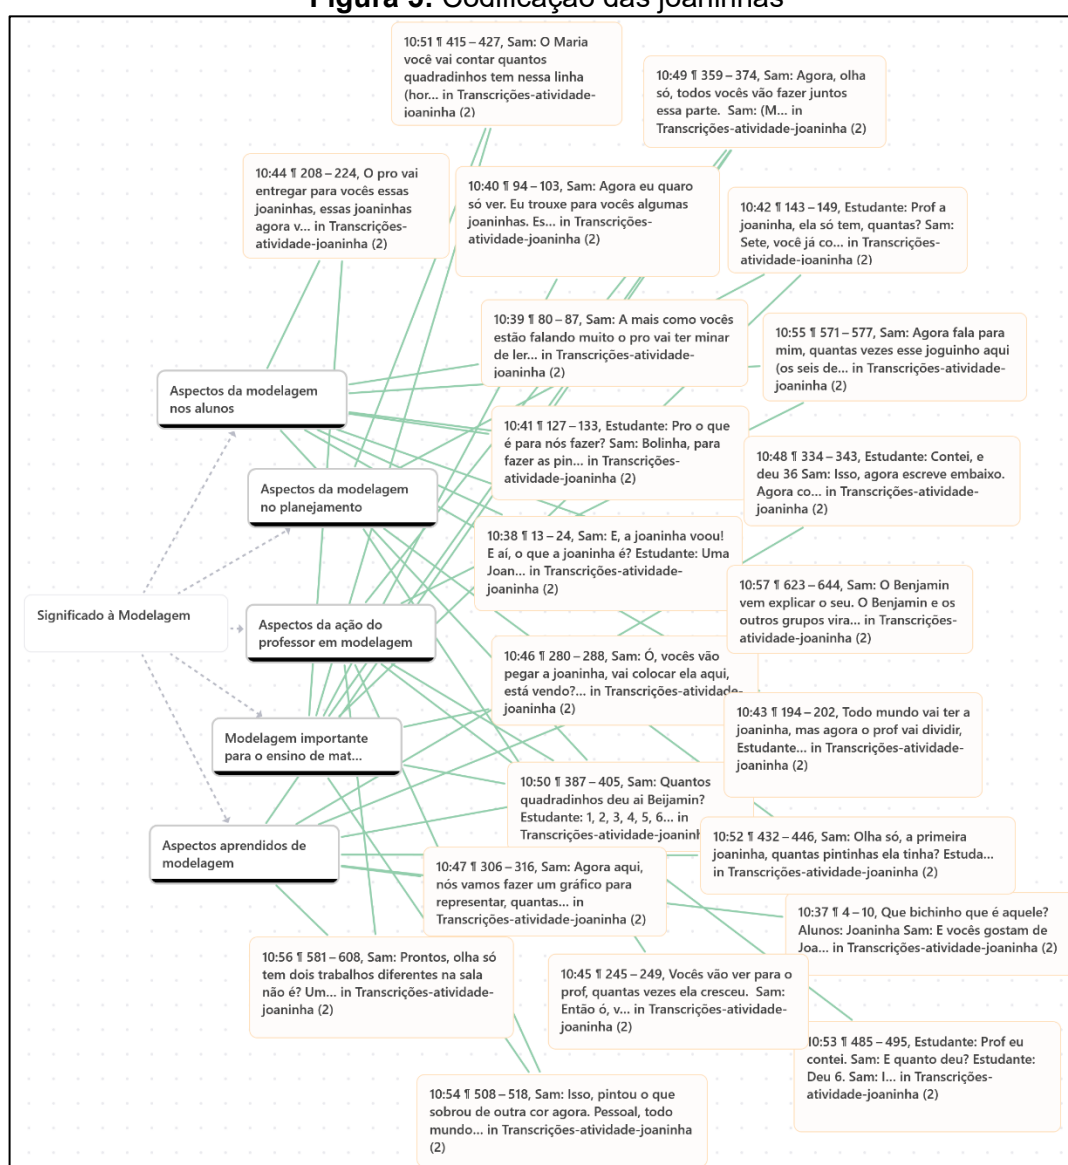 Figura 5: Codificação das joaninhas
10:51 ¶ 415 – 427, Sam: O Maria
você vai contar quantos
quadradinhos tem nessa linha
(hor... in Transcrições-atividade-
joaninha (2)
10:49 ¶ 359 – 374, Sam: Agora, olha
só, todos vocês vão fazer juntos
essa parte. Sam: (M... in
Transcrições-atividade-joaninha (2)
10:44 ¶ 208 – 224, O pro vai
entregar para vocês essas
joaninhas, essas joaninhas
agora v... in Transcrições-
atividade-joaninha (2)
10:40 ¶ 94 – 103, Sam: Agora eu quaro
só ver. Eu trouxe para vocês algumas
joaninhas. Es... in Transcrições-
atividade-joaninha (2)
10:42 ¶ 143 – 149, Estudante: Prof a
joaninha, ela só tem, quantas? Sam:
Sete, você já co... in Transcrições-
atividade-joaninha (2)
10:39 ¶ 80 – 87, Sam: A mais como vocês
estão falando muito o pro vai ter minar
de ler... in Transcrições-atividade-
joaninha (2)
10:55 ¶ 571 – 577, Sam: Agora fala para
mim, quantas vezes esse joguinho aqui
(os seis de... in Transcrições-atividade-
joaninha (2)
Aspectos da modelagem
nos alunos
10:41 ¶ 127 – 133, Estudante: Pro o que
é para nós fazer? Sam: Bolinha, para
fazer as pin... in Transcrições-
atividade-joaninha (2)
10:48 ¶ 334 – 343, Estudante: Contei, e
deu 36 Sam: Isso, agora escreve embaixo.
Agora co... in Transcrições-atividade-
joaninha (2)
Aspectos da modelagem
no planejamento
10:38 ¶ 13 – 24, Sam: E, a joaninha voou!
E aí, o que a joaninha é? Estudante: Uma
Joan... in Transcrições-atividade-
joaninha (2)
10:57 ¶ 623 – 644, Sam: O Benjamin
vem explicar o seu. O Benjamin e os
outros grupos vira... in Transcrições-
atividade-joaninha (2)
Significado à Modelagem
Aspectos da ação do
professor em modelagem
10:46 ¶ 280 – 288, Sam: Ó, vocês vão
pegar a joaninha, vai colocar ela aqui,
está vendo?... in Transcrições-atividade-
joaninha (2)
10:43 ¶ 194 – 202, Todo mundo vai ter a
joaninha, mas agora o prof vai dividir,
Estudante... in Transcrições-atividade-
joaninha (2)
Modelagem importante
para o ensino de mat...
10:50 ¶ 387 – 405, Sam: Quantos
quadradinhos deu ai Beijamin?
Estudante: 1, 2, 3, 4, 5, 6... in
Transcrições-atividade-joaninh
Aspectos aprendidos de
modelagem
10:52 ¶ 432 – 446, Sam: Olha só, a primeira
joaninha, quantas pintinhas ela tinha? Estuda...
in Transcrições-atividade-joaninha (2)
10:47 ¶ 306 – 316, Sam: Agora aqui,
nós vamos fazer um gráfico para
representar, quantas... in
Transcrições-atividade-joaninha (2)
10:37 ¶ 4 – 10, Que bichinho que é aquele?
Alunos: Joaninha Sam: E vocês gostam de
Joa... in Transcrições-atividade-joaninha (2)
10:56 ¶ 581 – 608, Sam: Prontos, olha só
tem dois trabalhos diferentes na sala
não é? Um... in Transcrições-atividade-
joaninha (2)
10:45 ¶ 245 – 249, Vocês vão ver para o
prof, quantas vezes ela cresceu. Sam:
Então ó, v... in Transcrições-atividade-
joaninha (2)
10:53 ¶ 485 – 495, Estudante: Prof eu
contei. Sam: E quanto deu? Estudante:
Deu 6. Sam: I... in Transcrições-
atividade-joaninha (2)
10:54 ¶ 508 – 518, Sam: Isso, pintou o que
sobrou de outra cor agora. Pessoal, todo
mundo... in Transcrições-atividade-joaninha
(2)